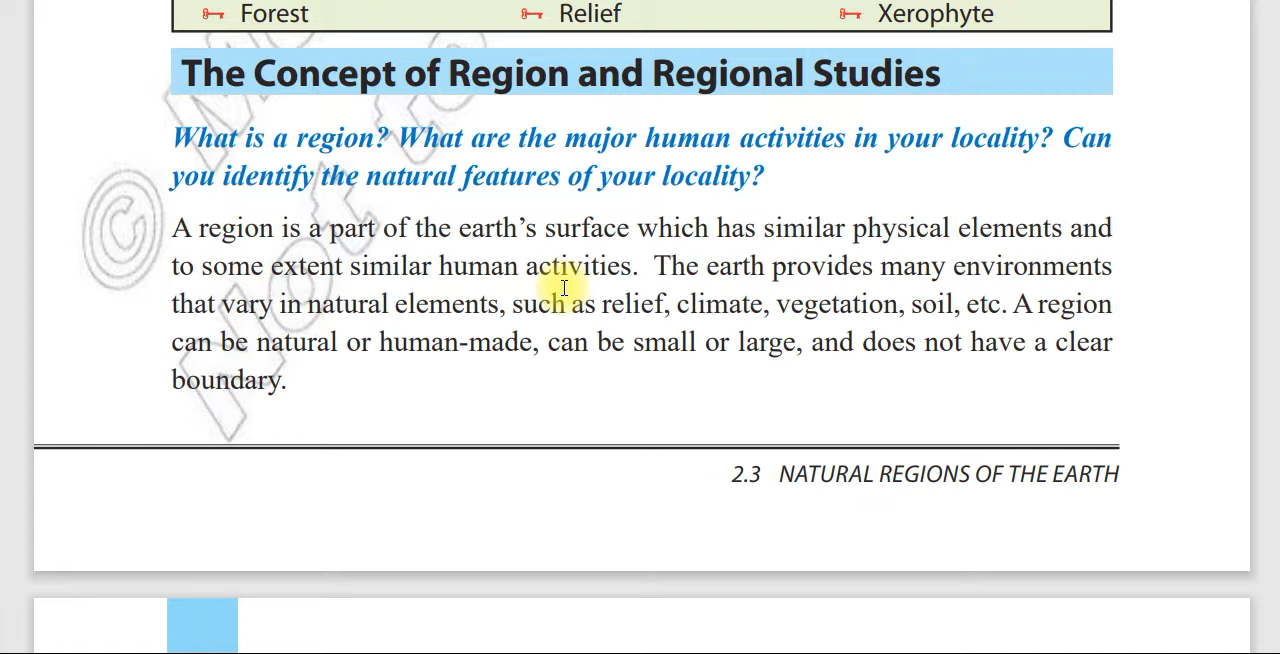 Forest Relief Xerophyte
The Concept of Region and Regional Studies
What is a region? What are the major human activities in your locality? Can
you identify the natural features of your locality?
A region is a part of the earth’s surface which has similar physical elements and
to some extent similar human activities. The earth provides many environments
that vary in natural elements, such as relief, climate, vegetation, soil, etc. A region
can be natural or human-made, can be small or large, and does not have a clear
boundary.
©
Not to
2.3 NATURAL REGIONS OF THE EARTH